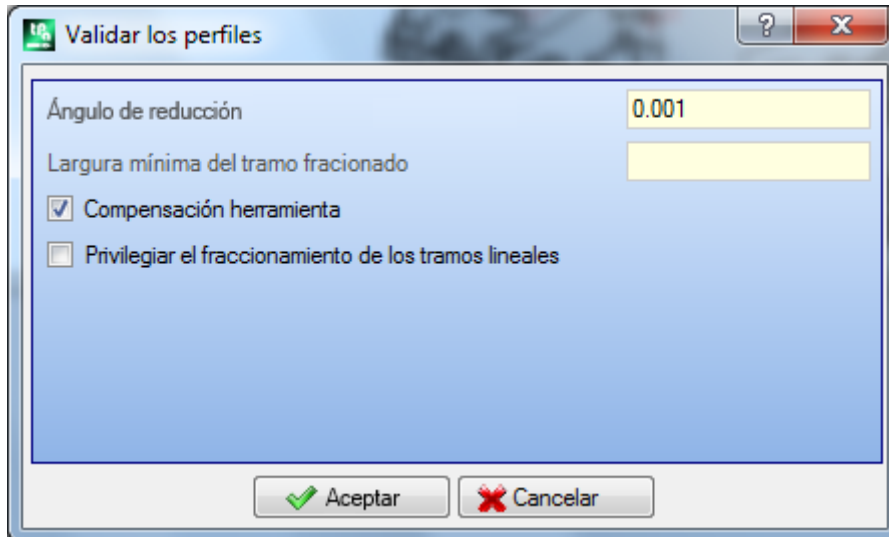 Validar los perfiles
Ángulo de reducción 0.001
Largura mínima del tramo fracionado
Compensación herramienta
Privilegiar el fraccionamiento de los tramos lineales
Aceptar Cancelar